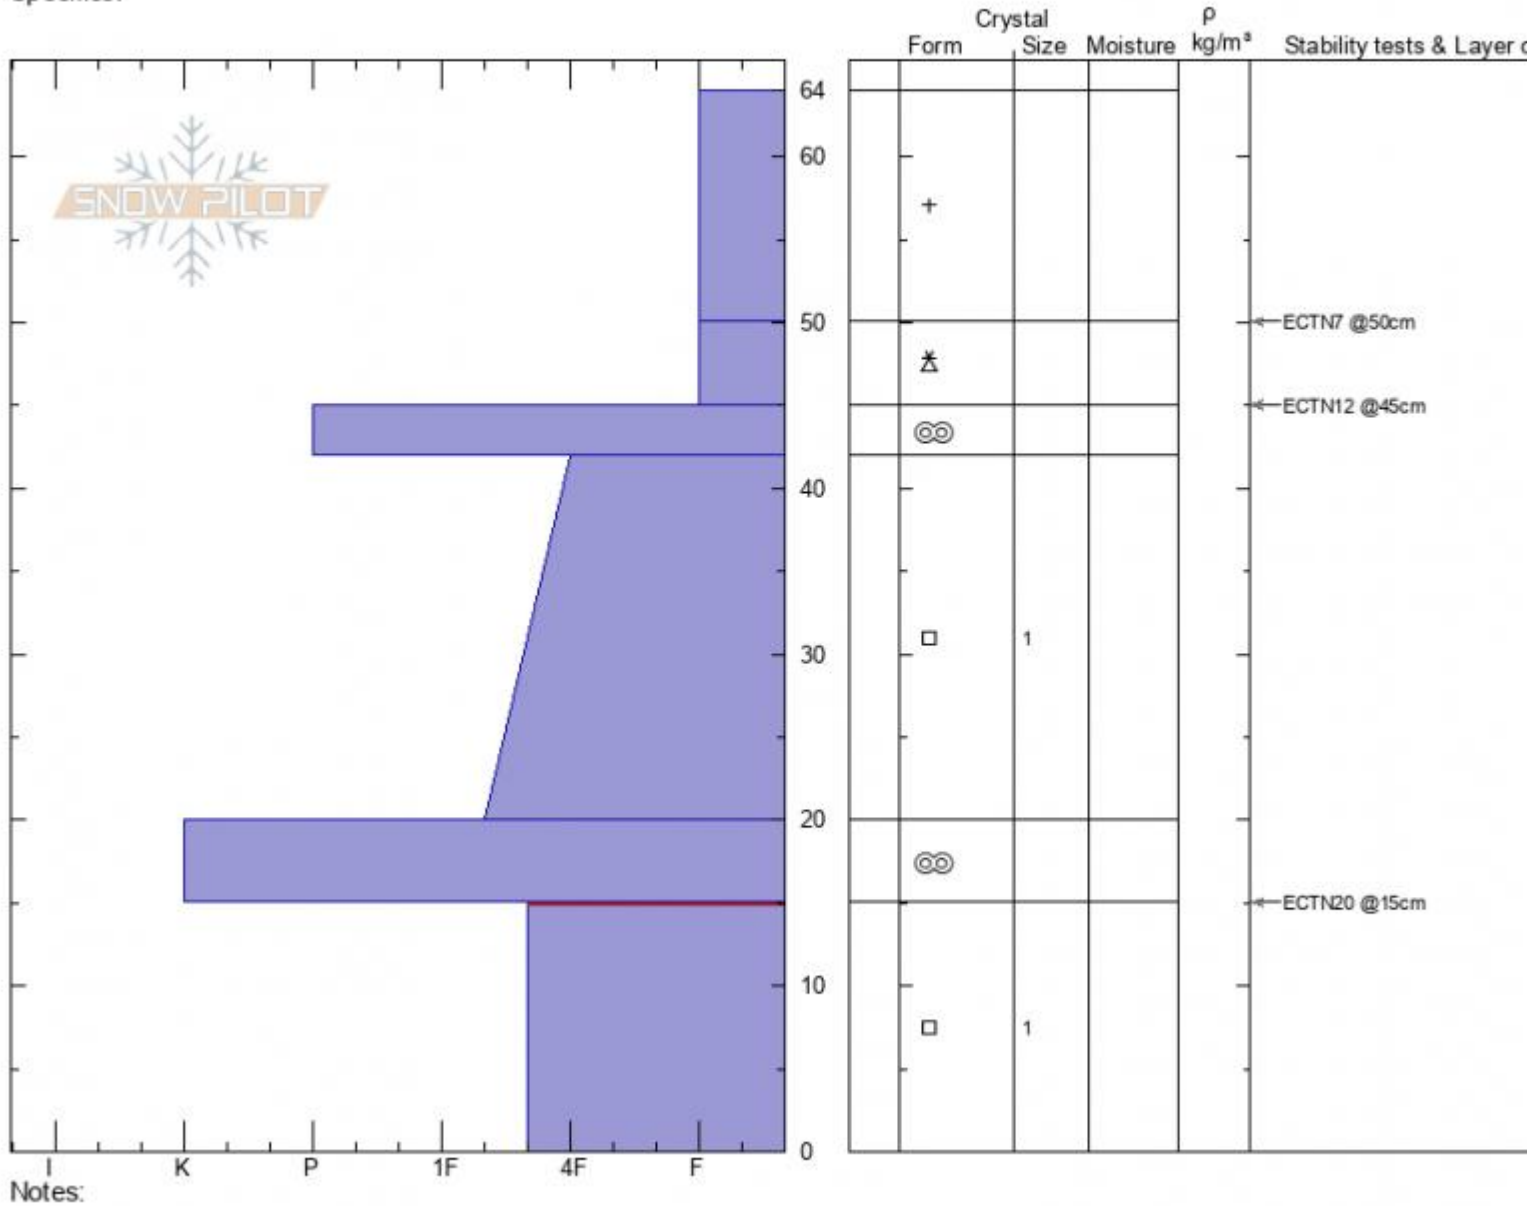 Crystal
ρ
Form Size Moisture kg/m³ Stability tests & Layer c
64
60
SNOW PILOT
50 ECTN7 @50cm
ECTN12 @45cm
40
30 1
20
ECTN20 @15cm
10
1
0
I K P 1F 4F F
Notes: